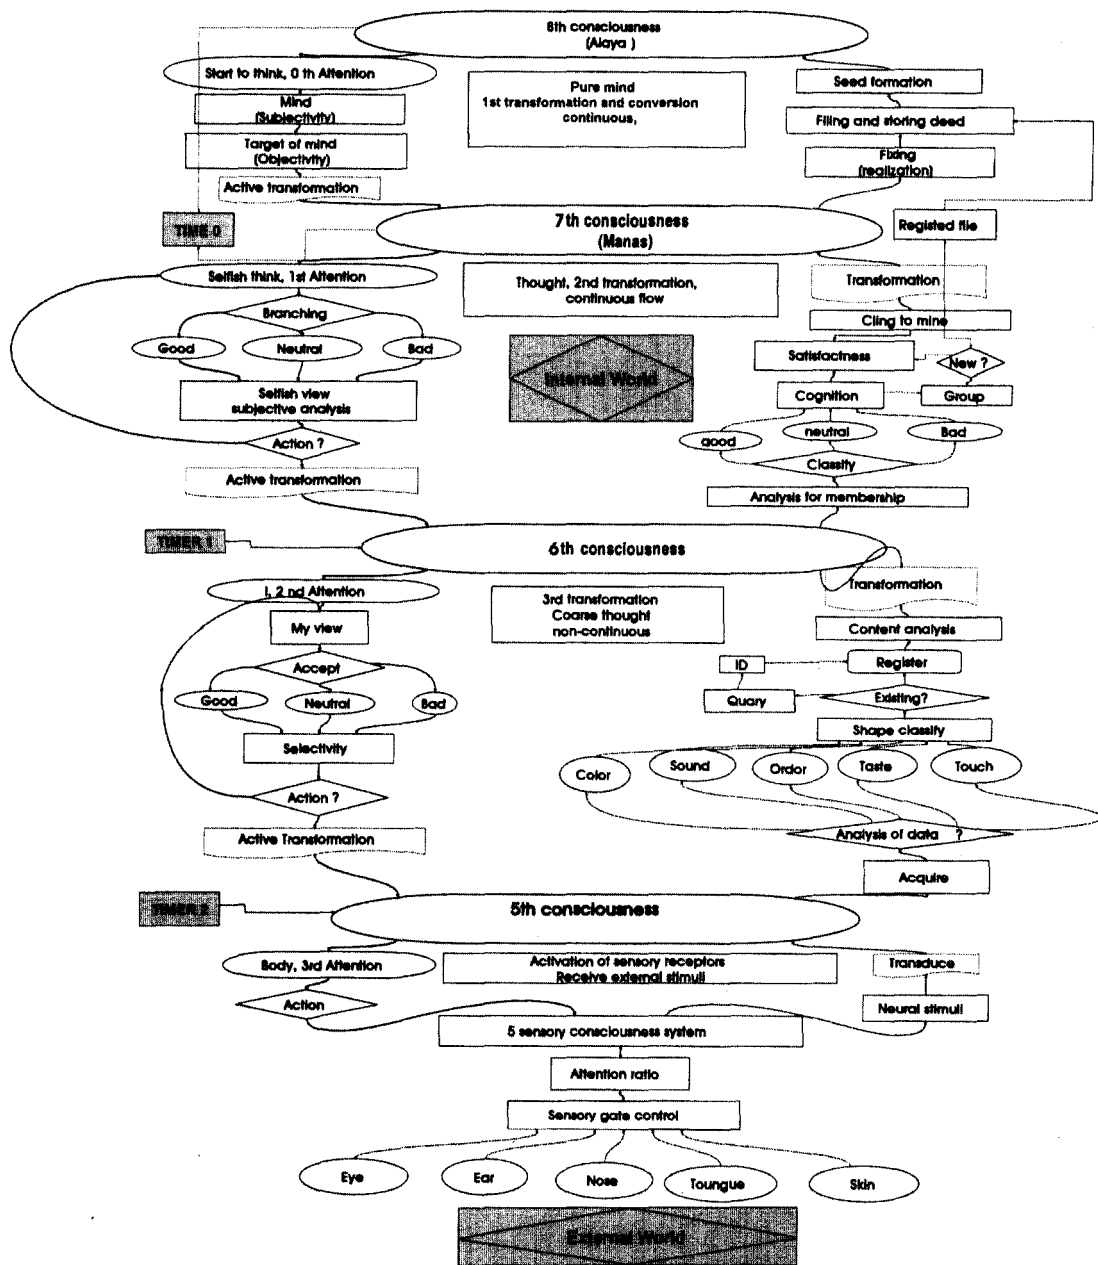 8th consciousness
(Alaya )
Start to think, 0 th Attention
Mind
(Subjectivity)
Target of mind
(Objectivity)
Active transformation
Pure mind
1st transformation and conversion
continuous,
Seed formation
Filing and storing deed
Fixing
(realization)
TIME 0
7th consciousness
(Manas)
Registed file
Selfish think, 1st Attention
Branching
Good
Neutral
Bad
Selfish view
subjective analysis
Action ?
Active transformation
Thought, 2nd transformation,
continuous flow
Internal World
Transformation
Cling to mine
Satisfactness
New ?
Cognition
Group
good
neutral
Bad
Classify
Analysis for membership
TIMER 1
6th consciousness
I, 2 nd Attention
My view
Accept
Good
Neutral
Bad
Selectivity
Action ?
Active Transformation
3rd transformation
Coarse thought
non-continuous
Transformation
Content analysis
ID
Register
Quary
Existing?
Shape classify
Color
Sound
Ordor
Taste
Touch
Analysis of data ?
Acquire
TIMER 2
5th consciousness
Body, 3rd Attention
Action
Activation of sensory receptors
Receive external stimuli
Transduce
Neural stimuli
5 sensory consciousness system
Attention ratio
Sensory gate control
Eye
Ear
Nose
Toungue
Skin
External World